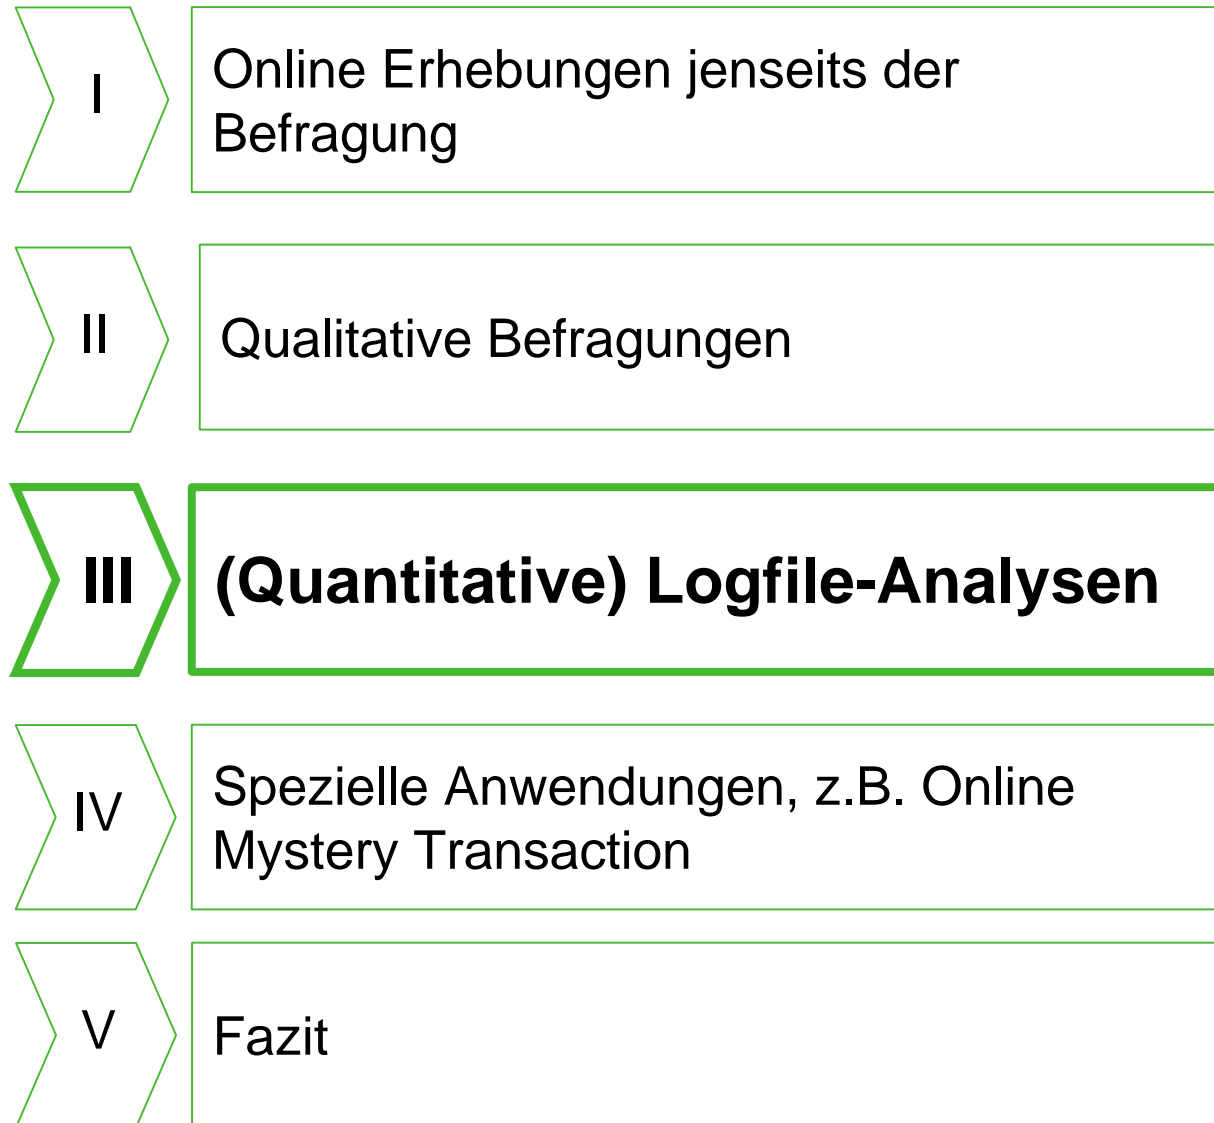 I
Online Erhebungen jenseits der
Befragung
II
Qualitative Befragungen
III
(Quantitative) Logfile-Analysen
IV
Spezielle Anwendungen, z.B. Online
Mystery Transaction
V
Fazit